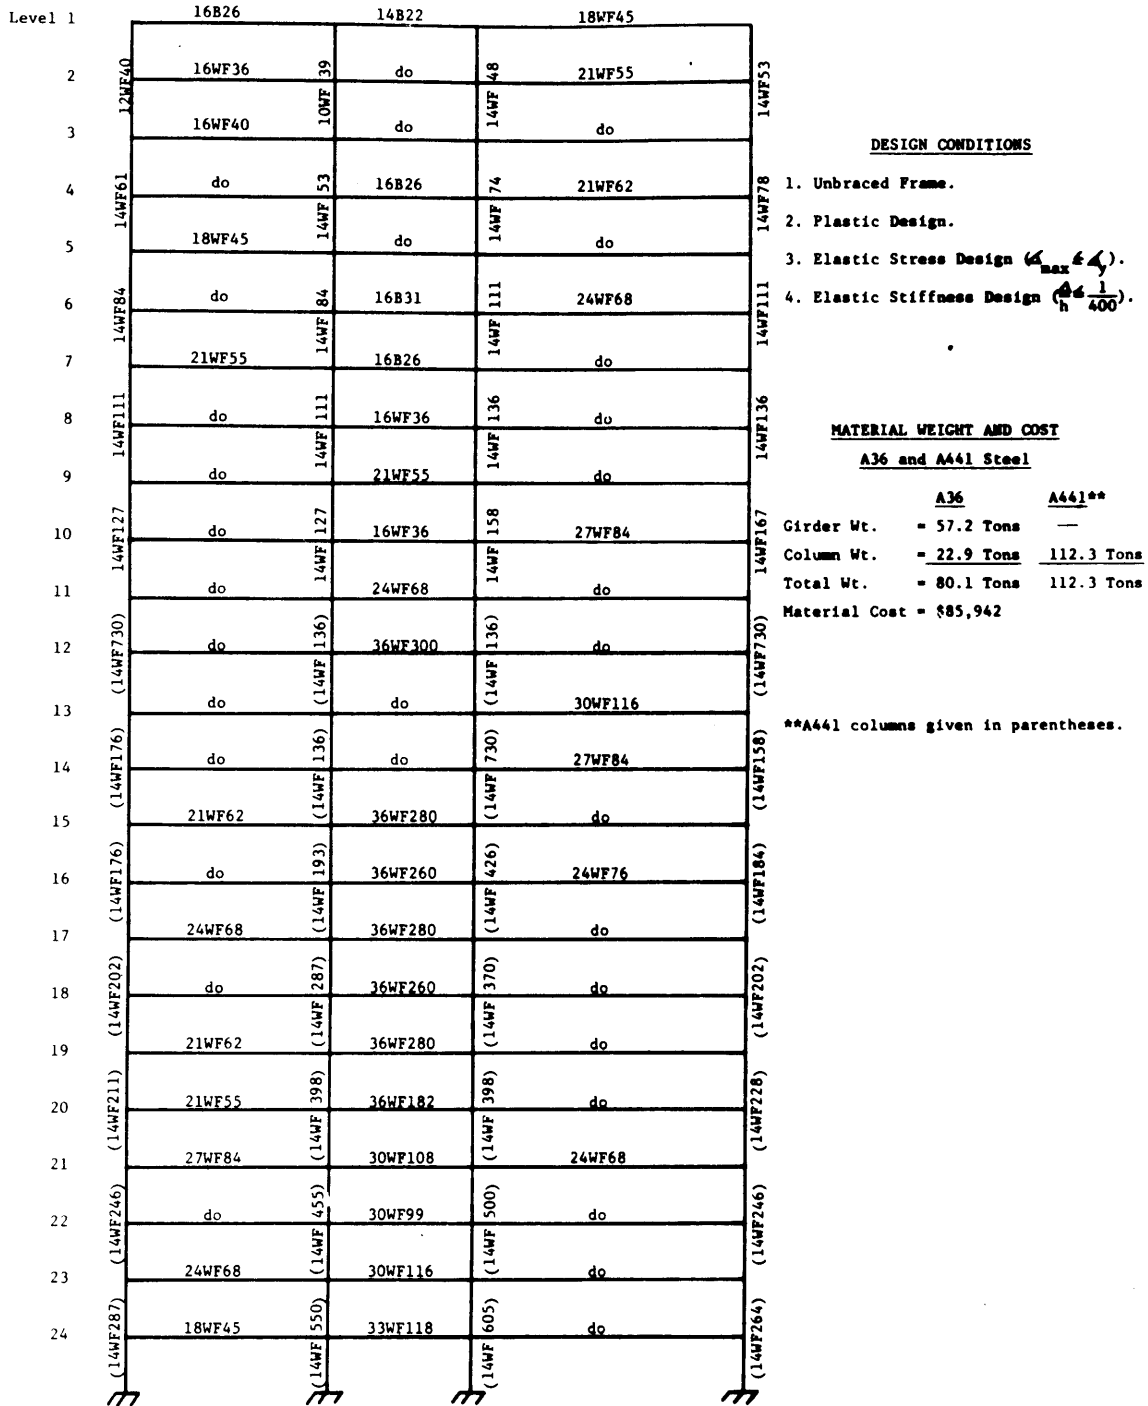 Level 1 16B26 14B22 18WF45
12WF40 10WF 39 14WF 48 14WF53
2 16WF36 do 21WF55
3 16WF40 do do
14WF61 14WF 53 14WF 74 14WF78
4 do 16B26 21WF62
5 18WF45 do do
14WF84 14WF 84 14WF 111 14WF111
6 do 16B31 24WF68
7 21WF55 16B26 do
14WF111 14WF 111 14WF 136 14WF136
8 do 16WF36 do
9 do 21WF55 do
14WF127 14WF 127 14WF 158 14WF167
10 do 16WF36 27WF84
11 do 24WF68 do
(14WF730) (14WF 136) (14WF 136) (14WF730)
12 do 36WF300 do
13 do do 30WF116
(14WF176) (14WF 136) (14WF 730) (14WF158)
14 do do 27WF84
15 21WF62 36WF280 do
(14WF176) (14WF 193) (14WF 426) (14WF184)
16 do 36WF260 24WF76
17 24WF68 36WF280 do
(14WF202) (14WF 287) (14WF 370) (14WF202)
18 do 36WF260 do
19 21WF62 36WF280 do
(14WF211) (14WF 398) (14WF 398) (14WF228)
20 21WF55 36WF182 do
21 27WF84 30WF108 24WF68
(14WF246) (14WF 455) (14WF 500) (14WF246)
22 do 30WF99 do
23 24WF68 30WF116 do
(14WF287) (14WF 550) (14WF 605) (14WF264)
24 18WF45 33WF118 do
DESIGN CONDITIONS
1. Unbraced Frame.
2. Plastic Design.
3. Elastic Stress Design (σmax ≤ σy).
4. Elastic Stiffness Design (Δ/h ≤ 1/400).
MATERIAL WEIGHT AND COST
A36 and A441 Steel
A36 A441**
Girder Wt. = 57.2 Tons —
Column Wt. = 22.9 Tons 112.3 Tons
Total Wt. = 80.1 Tons 112.3 Tons
Material Cost = $85,942
**A441 columns given in parentheses.